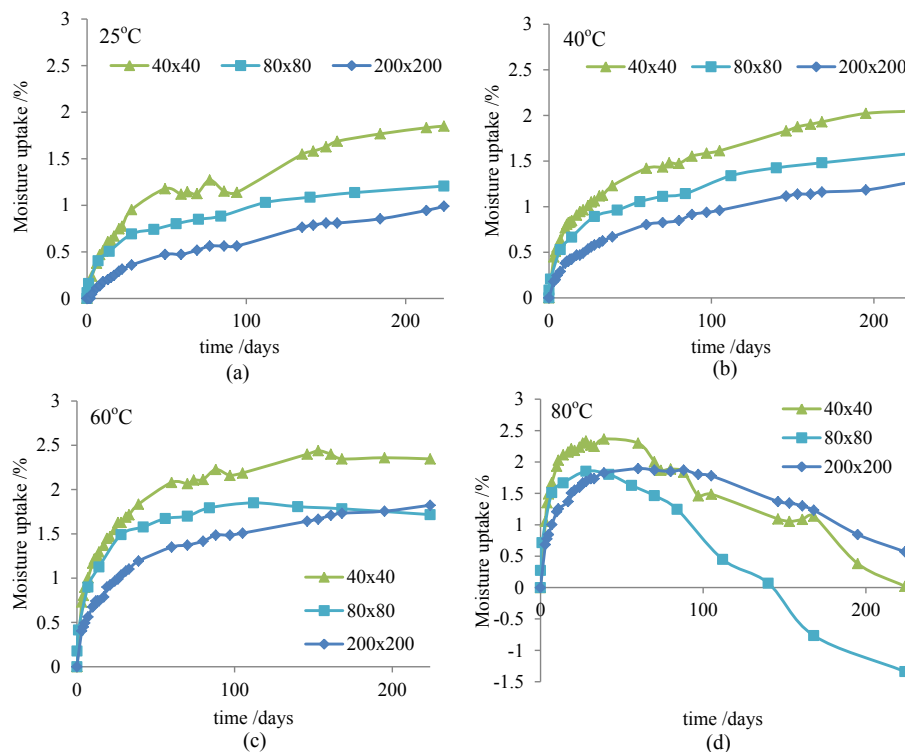 25°C
40x40 80x80 200x200
Moisture uptake /%
3
2.5
2
1.5
1
0.5
0
0 100 200
time /days
(a)
40°C
40x40 80x80 200x200
Moisture uptake /%
3
2.5
2
1.5
1
0.5
0
0 100 200
time /days
(b)
60°C
Moisture uptake /%
3
2.5
2
1.5
1
0.5
0
40x40
80x80
200x200
0 100 200
time /days
(c)
80°C
40x40
80x80
200x200
Moisture uptake /%
3
2.5
2
1.5
1
0.5
0
-0.5
-1
-1.5
0 100 200
time /days
(d)